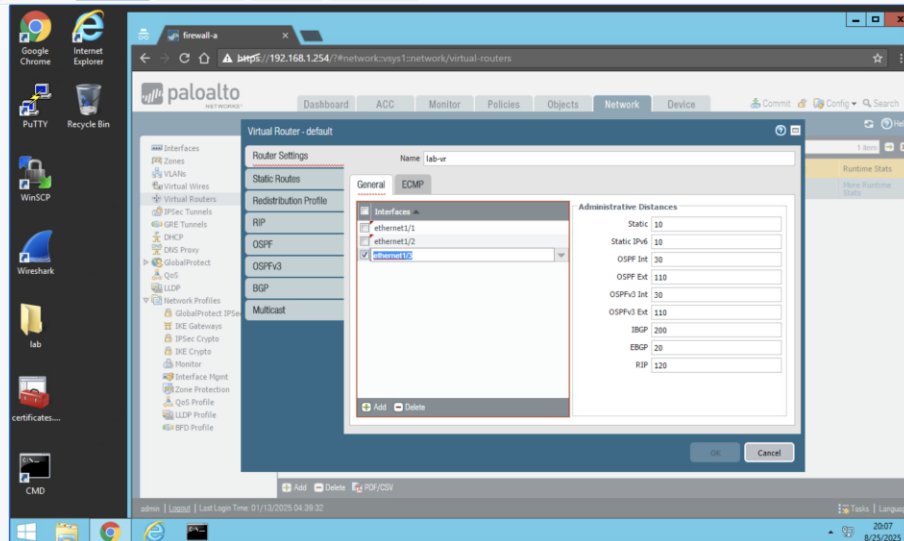 Google
Chrome
Internet
Explorer
PuTTY
Recycle Bin
WinSCP
Wireshark
lab
certificates....
CMD
firewall-a
https://192.168.1.254/?#network::vsys1::network/virtual-routers
paloalto
NETWORKS
Dashboard
ACC
Monitor
Policies
Objects
Network
Device
Commit
Config
Search
Help
Interfaces
Zones
VLANs
Virtual Wires
Virtual Routers
IPSec Tunnels
GRE Tunnels
DHCP
DNS Proxy
GlobalProtect
QoS
LLDP
Network Profiles
GlobalProtect IPSe
IKE Gateways
IPSec Crypto
IKE Crypto
Monitor
Interface Mgmt
Zone Protection
QoS Profile
LLDP Profile
BFD Profile
Virtual Router - default
Router Settings
Static Routes
Redistribution Profile
RIP
OSPF
OSPFv3
BGP
Multicast
Name lab-vr
General
ECMP
Interfaces
ethernet1/1
ethernet1/2
ethernet1/3
Add
Delete
Administrative Distances
Static 10
Static IPv6 10
OSPF Int 30
OSPF Ext 110
OSPFv3 Int 30
OSPFv3 Ext 110
IBGP 200
EBGP 20
RIP 120
OK
Cancel
1 item
Runtime Stats
More Runtime
Stats
Add
Delete
PDF/CSV
admin | Logout | Last Login Time: 01/13/2025 04:39:32
Tasks | Languag
20:07
8/25/2025